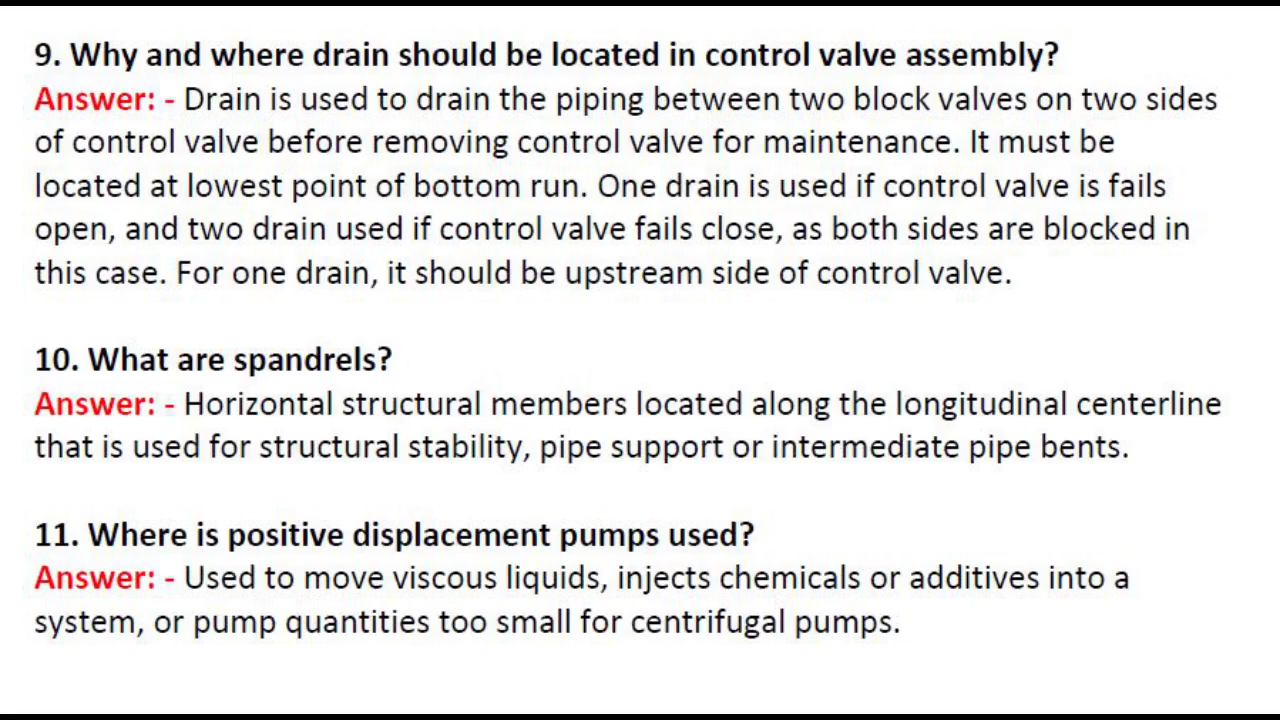 9. Why and where drain should be located in control valve assembly?
Answer: - Drain is used to drain the piping between two block valves on two sides
of control valve before removing control valve for maintenance. It must be
located at lowest point of bottom run. One drain is used if control valve is fails
open, and two drain used if control valve fails close, as both sides are blocked in
this case. For one drain, it should be upstream side of control valve.
10. What are spandrels?
Answer: - Horizontal structural members located along the longitudinal centerline
that is used for structural stability, pipe support or intermediate pipe bents.
11. Where is positive displacement pumps used?
Answer: - Used to move viscous liquids, injects chemicals or additives into a
system, or pump quantities too small for centrifugal pumps.